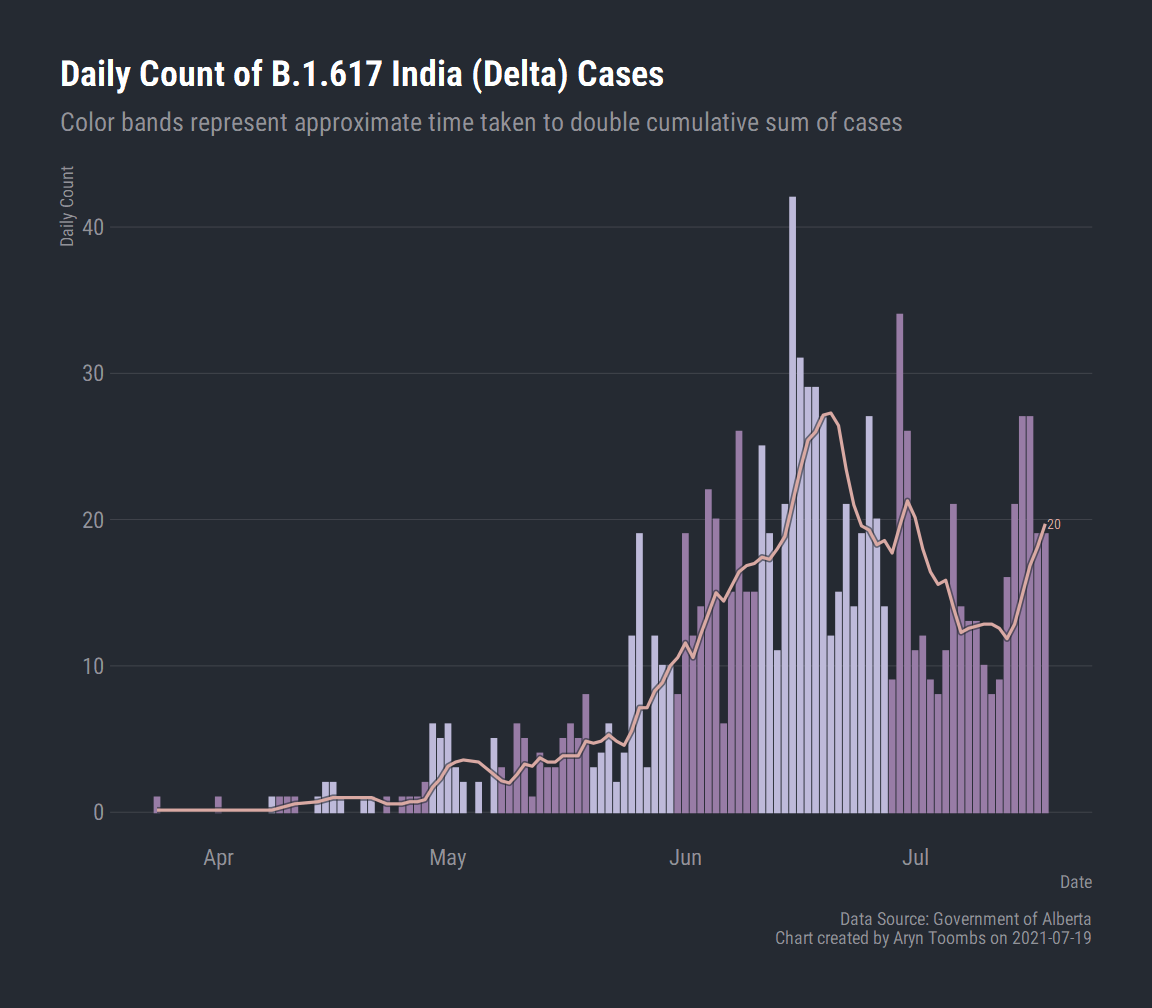 Daily Count of B.1.617 India (Delta) Cases
Color bands represent approximate time taken to double cumulative sum of cases
Daily Count
40
30
20
20
10
0
Apr May Jun Jul
Date
Data Source: Government of Alberta
Chart created by Aryn Toombs on 2021-07-19